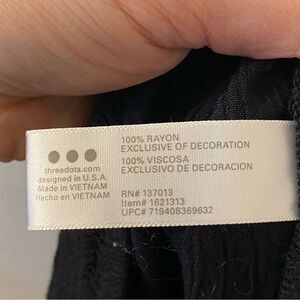 threedots.com
designed in U.S.A.
Made in VIETNAM
Hecho en VIETNAM
100% RAYON
EXCLUSIVE OF DECORATION
100% VISCOSA
EXCLUSIVO DE DECORACION
RN# 137013
Item# 1621313
UPC# 719408369632